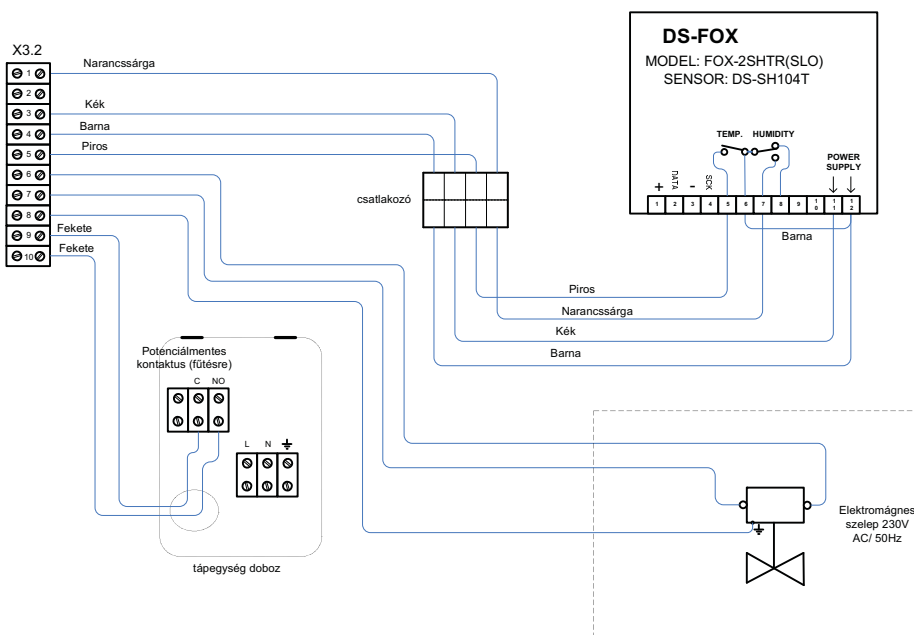 X3.2
1
2
3
4
5
6
7
8
9
10
Narancssárga
Kék
Barna
Piros
Fekete
Fekete
csatlakozó
DS-FOX
MODEL: FOX-2SHTR(SLO)
SENSOR: DS-SH104T
TEMP. HUMIDITY
POWER
SUPPLY
+
DATA
-
SCK
1 2 3 4 5 6 7 8 9 10 11 12
Barna
Piros
Narancssárga
Kék
Barna
Potenciálmentes
kontaktus (fűtésre)
C NO
L N
tápegység doboz
Elektromágnes
szelep 230V
AC/ 50Hz